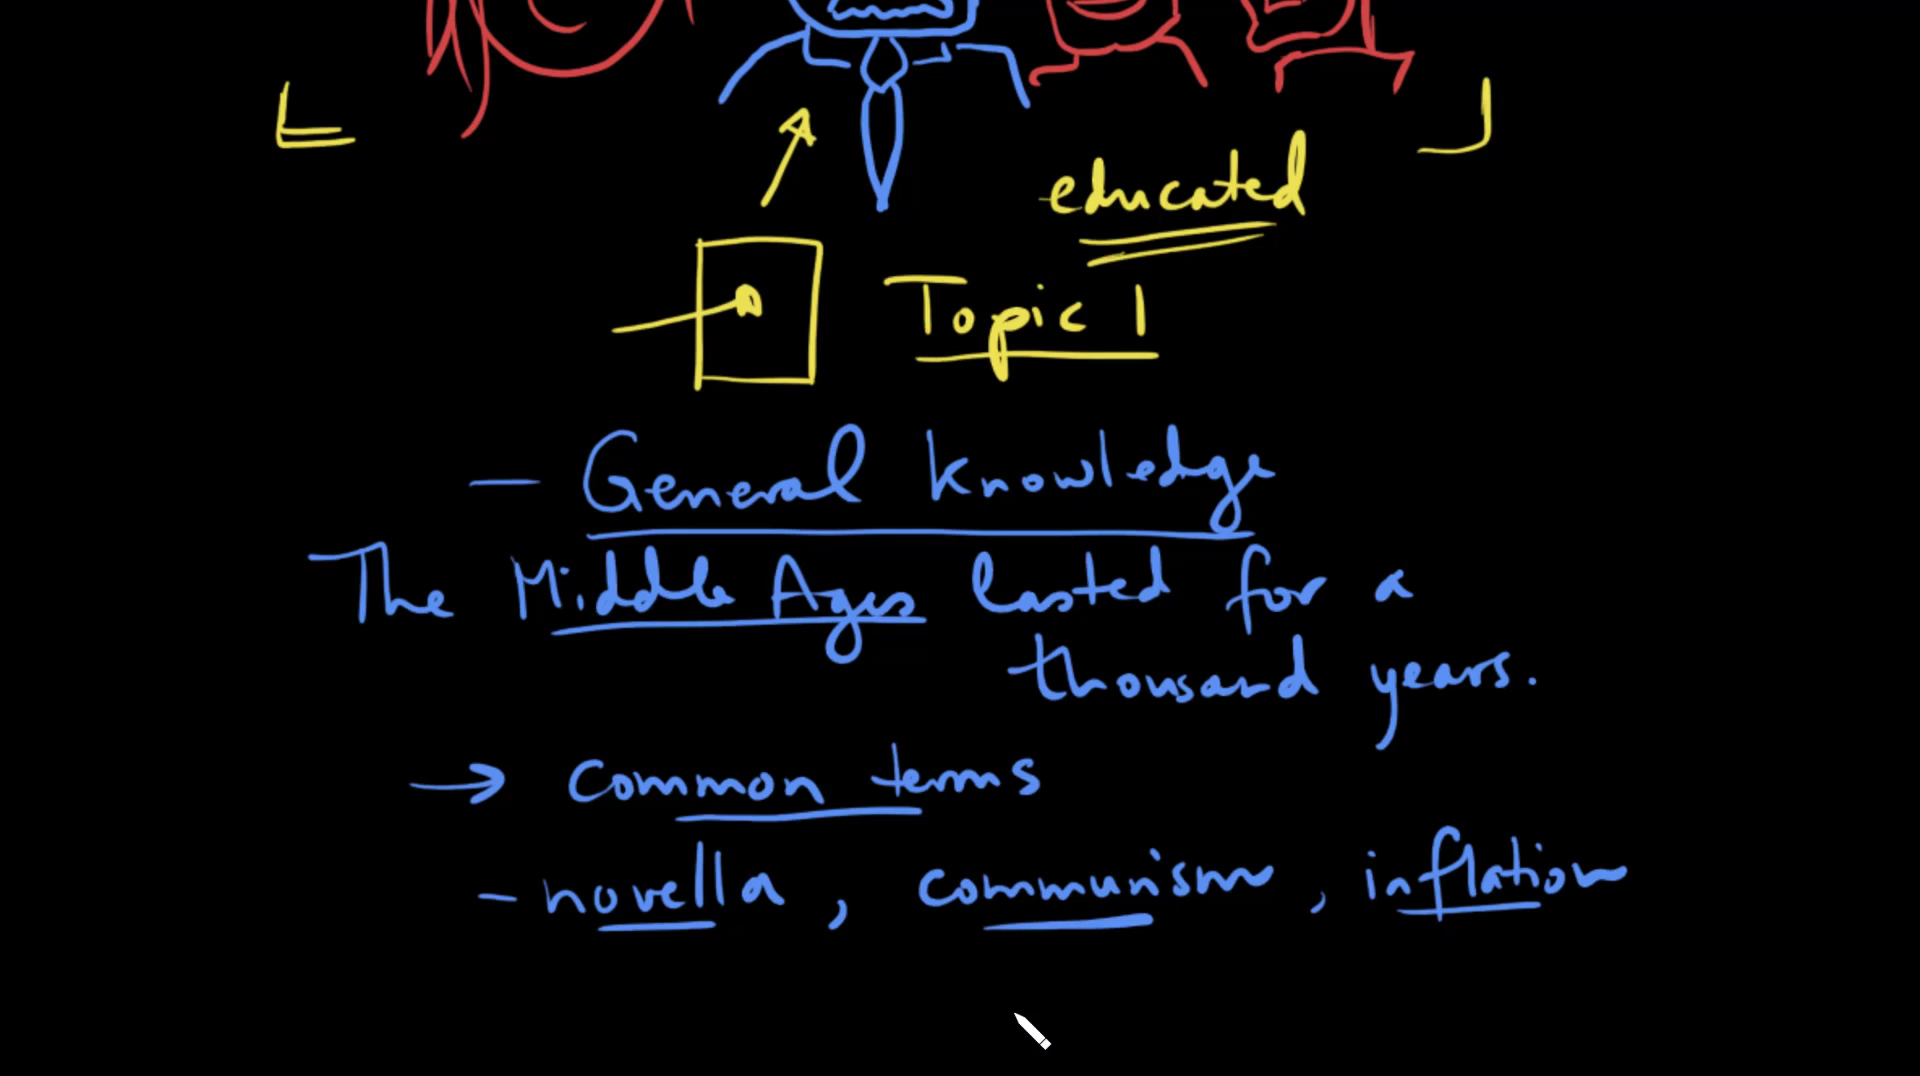 educated
Topic 1
- General knowledge
The Middle Ages lasted for a
thousand years.
→ common terms
- novella, communism, inflation